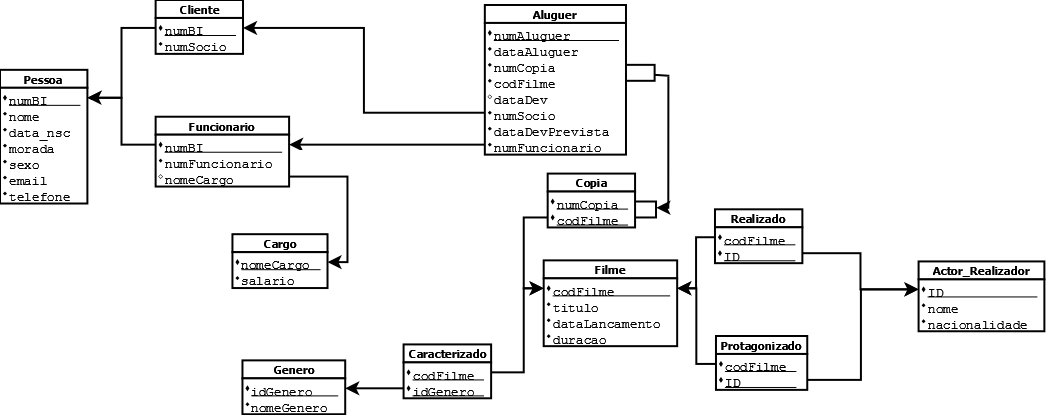 Cliente
numBI
numSocio
Aluguer
numAluguer
dataAluguer
numCopia
codFilme
dataDev
numSocio
dataDevPrevista
numFuncionario
Pessoa
numBI
nome
data_nsc
morada
sexo
email
telefone
Funcionario
numBI
numFuncionario
nomeCargo
Copia
numCopia
codFilme
Realizado
codFilme
ID
Cargo
nomeCargo
salario
Filme
codFilme
titulo
dataLancamento
duracao
Actor_Realizador
ID
nome
nacionalidade
Protagonizado
codFilme
ID
Caracterizado
codFilme
idGenero
Genero
idGenero
nomeGenero